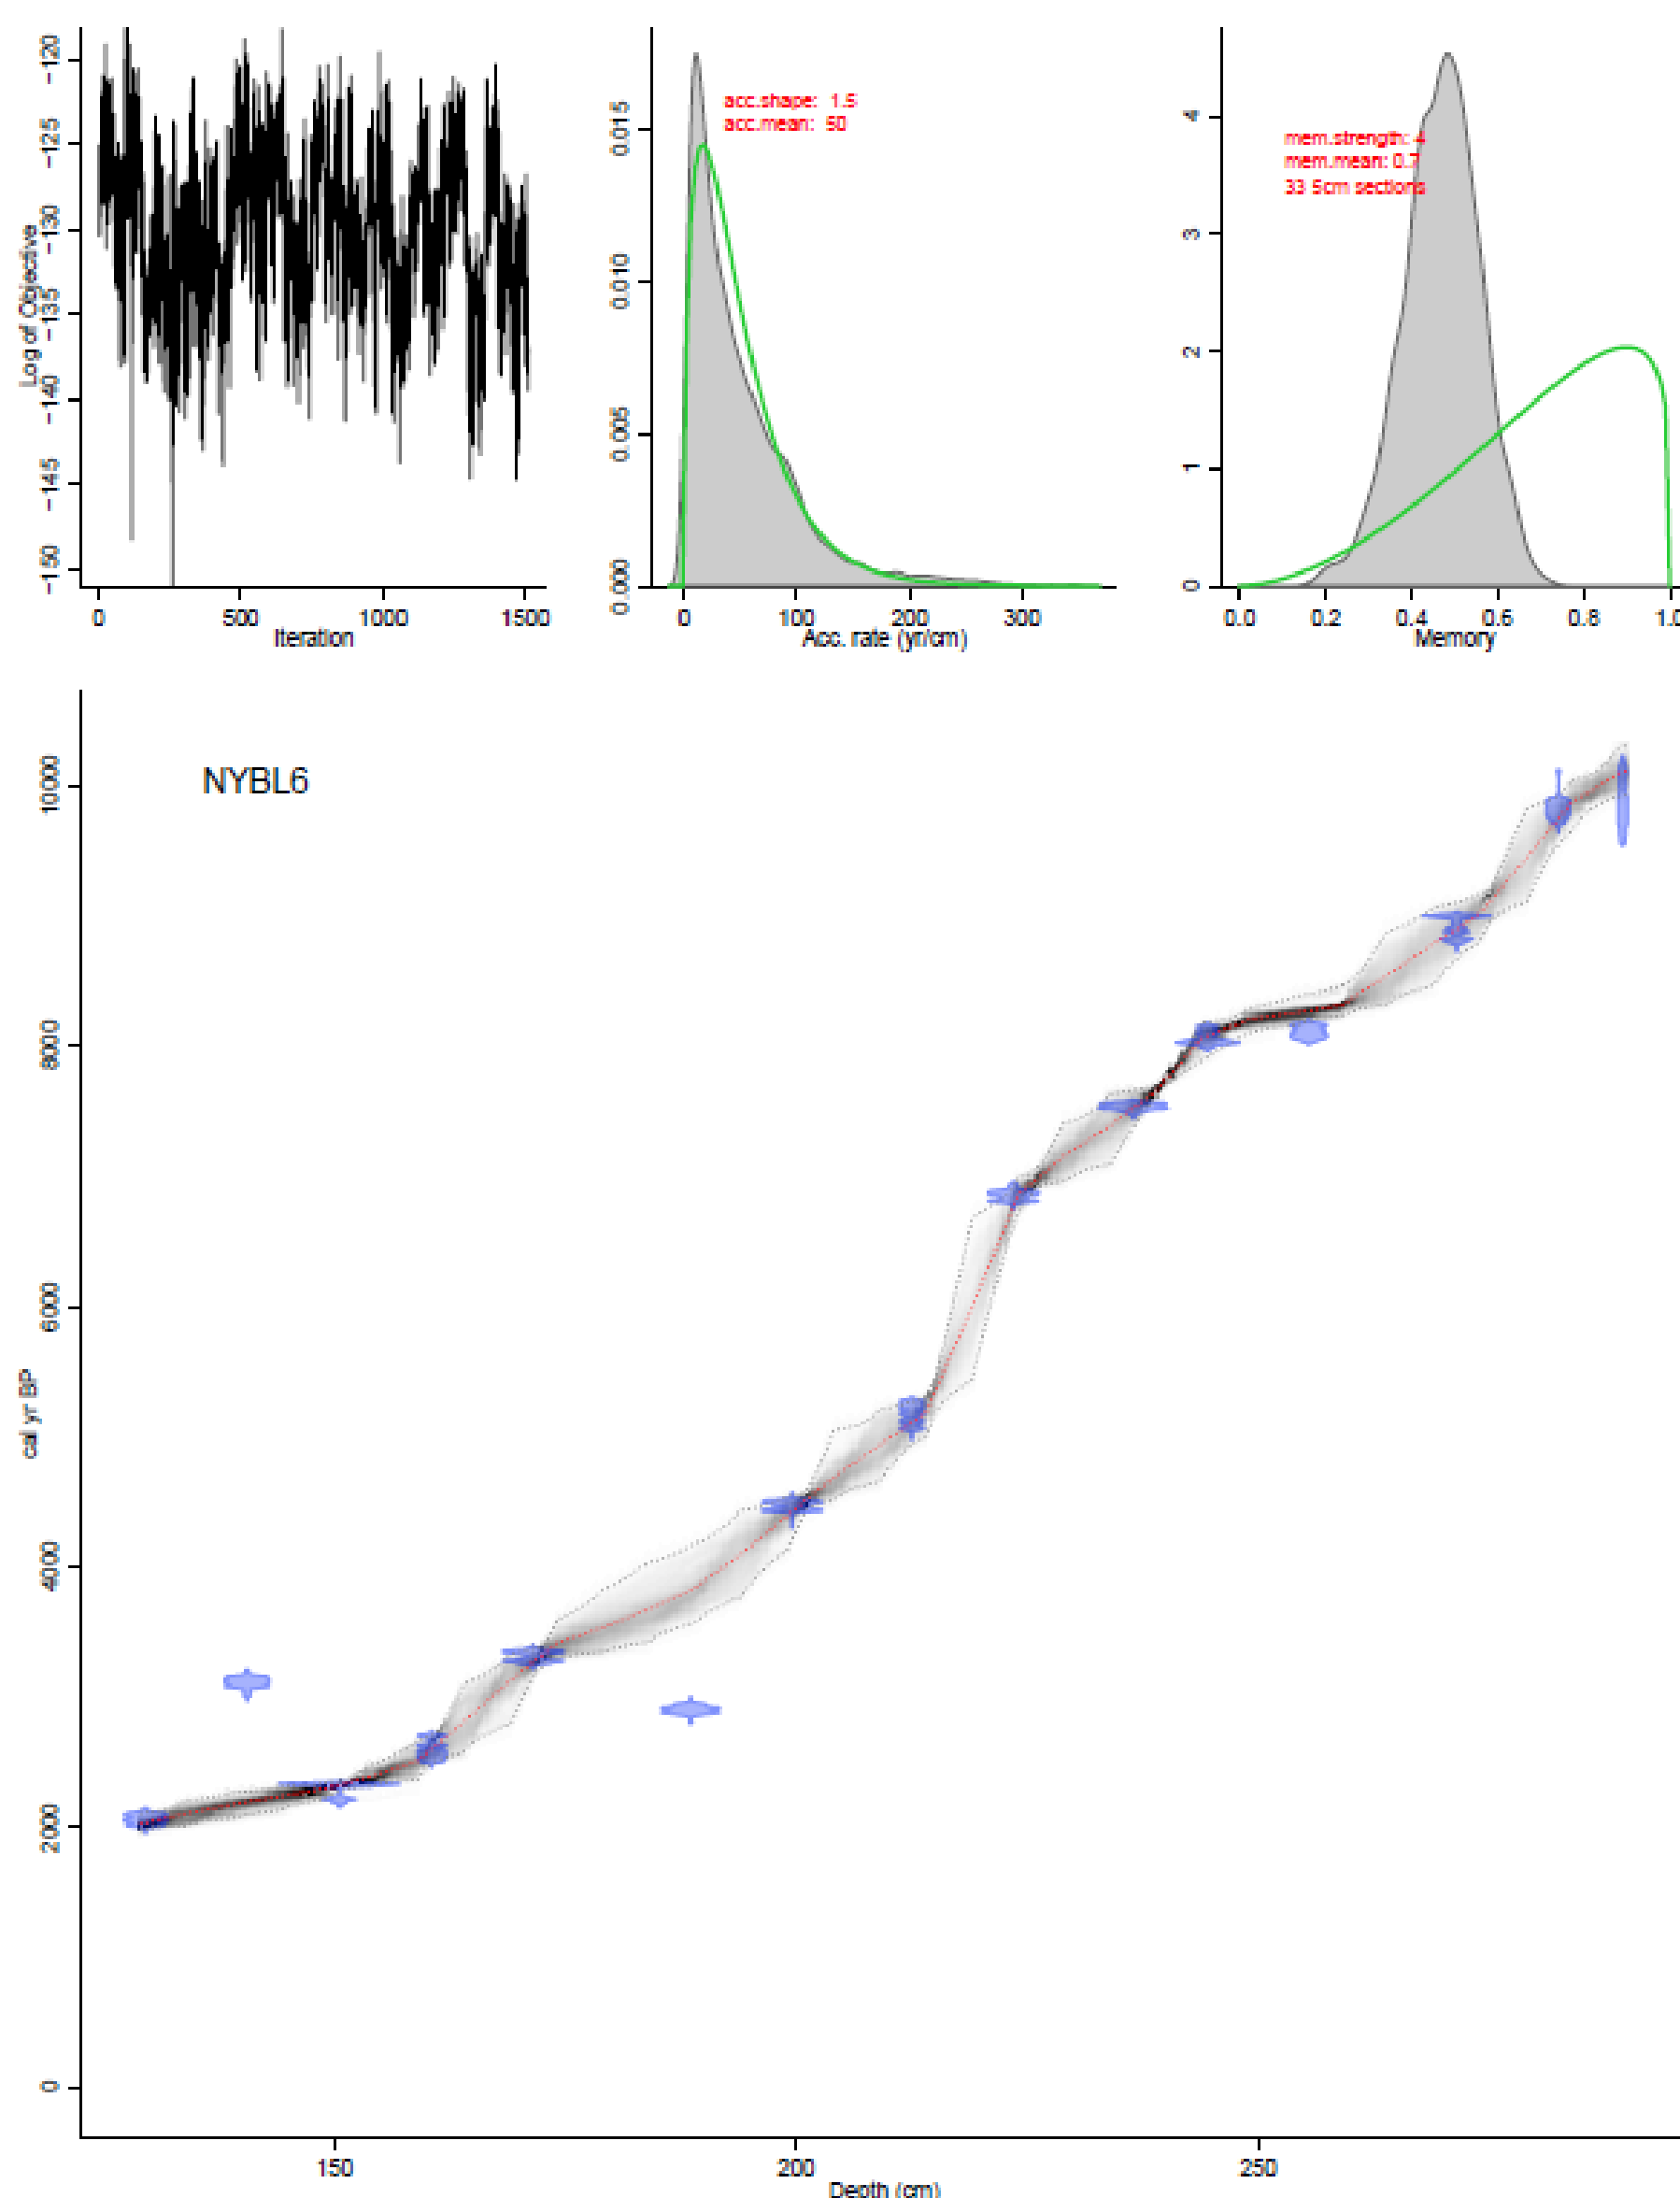 Log of Objective
−150 −145 −140 −135 −130 −125 −120
0 500 1000 1500
Iteration
0.000 0.005 0.010 0.015
acc.shape: 1.5
acc.mean: 50
0 100 200 300
Acc. rate (yr/cm)
0 1 2 3 4
mem.strength: 4
mem.mean: 0.7
33 5cm sections
0.0 0.2 0.4 0.6 0.8 1.0
Memory
NYBL6
cal yr BP
0 2000 4000 6000 8000 10000
150 200 250
Depth (cm)